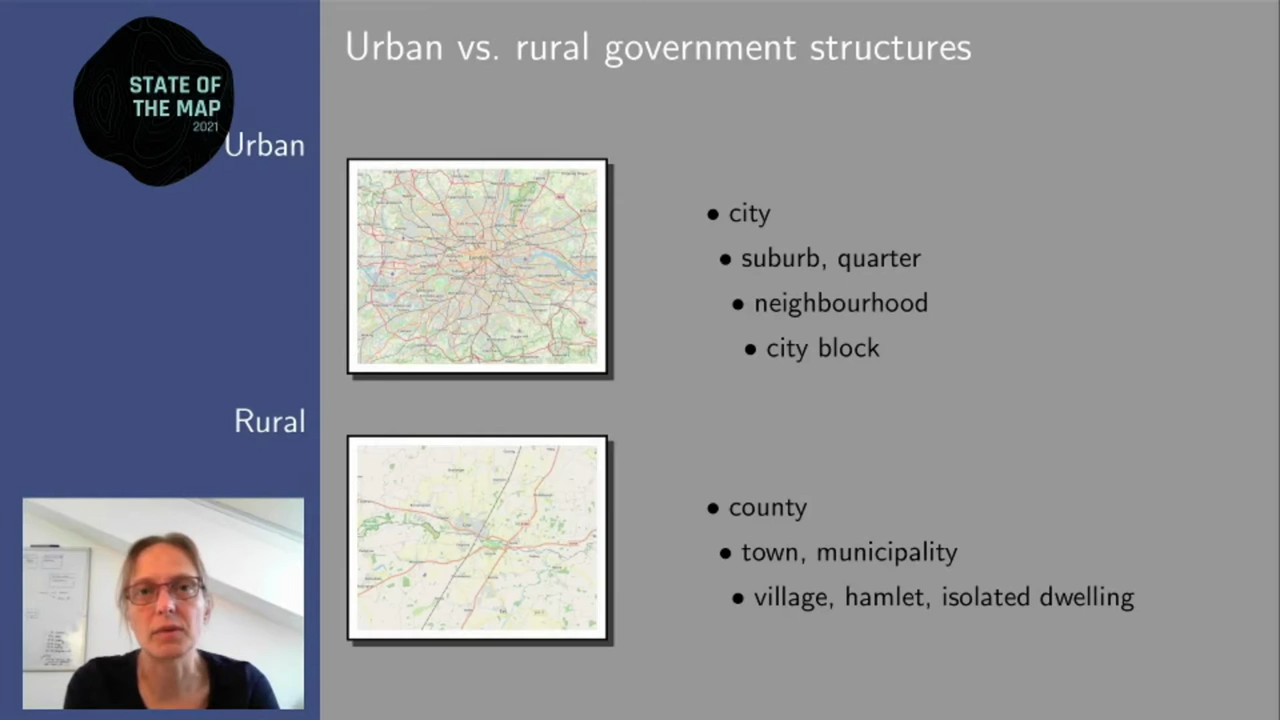 STATE OF
THE MAP
2021
Urban vs. rural government structures
Urban
London
• city
• suburb, quarter
• neighbourhood
• city block
Rural
• county
• town, municipality
• village, hamlet, isolated dwelling